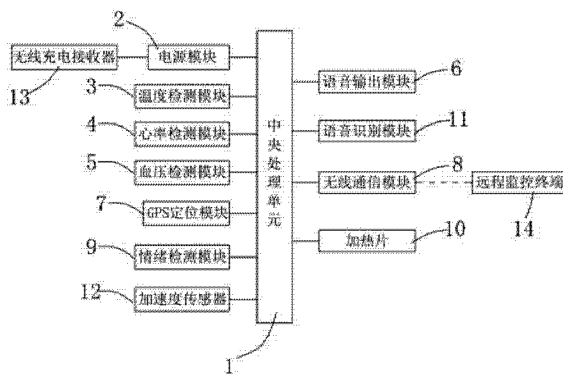 2
无线充电接收器
电源模块
6
13
3
温度检测模块
语音输出模块
4
心率检测模块
11
语音识别模块
5
血压检测模块
中央处理单元
8
无线通信模块
远程监控终端
14
7
GPS定位模块
10
加热片
9
情绪检测模块
12
加速度传感器
1